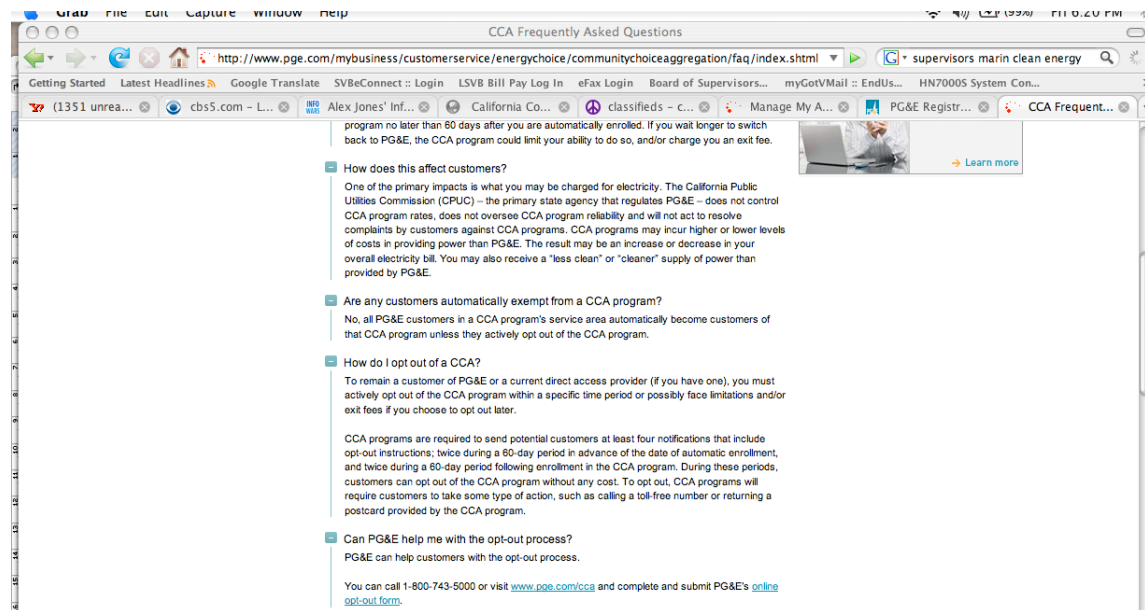 Grab File Edit Capture Window Help (99%) Fri 6:20 PM
CCA Frequently Asked Questions
http://www.pge.com/mybusiness/customerservice/energychoice/communitychoiceaggregation/faq/index.shtml G supervisors marin clean energy
Getting Started Latest Headlines Google Translate SVBeConnect :: Login LSVB Bill Pay Log In eFax Login Board of Supervisors... myGotVMail :: EndUs... HN7000S System Con...
(1351 unrea... cbs5.com – L... INFO WARS Alex Jones' Inf... California Co... classifieds – c... Manage My A... PG&E Registr... CCA Frequent...
program no later than 60 days after you are automatically enrolled. If you wait longer to switch
back to PG&E, the CCA program could limit your ability to do so, and/or charge you an exit fee.
Learn more
How does this affect customers?
One of the primary impacts is what you may be charged for electricity. The California Public
Utilities Commission (CPUC) – the primary state agency that regulates PG&E – does not control
CCA program rates, does not oversee CCA program reliability and will not act to resolve
complaints by customers against CCA programs. CCA programs may incur higher or lower levels
of costs in providing power than PG&E. The result may be an increase or decrease in your
overall electricity bill. You may also receive a "less clean" or "cleaner" supply of power than
provided by PG&E.
Are any customers automatically exempt from a CCA program?
No, all PG&E customers in a CCA program's service area automatically become customers of
that CCA program unless they actively opt out of the CCA program.
How do I opt out of a CCA?
To remain a customer of PG&E or a current direct access provider (if you have one), you must
actively opt out of the CCA program within a specific time period or possibly face limitations and/or
exit fees if you choose to opt out later.
CCA programs are required to send potential customers at least four notifications that include
opt-out instructions; twice during a 60-day period in advance of the date of automatic enrollment,
and twice during a 60-day period following enrollment in the CCA program. During these periods,
customers can opt out of the CCA program without any cost. To opt out, CCA programs will
require customers to take some type of action, such as calling a toll-free number or returning a
postcard provided by the CCA program.
Can PG&E help me with the opt-out process?
PG&E can help customers with the opt-out process.
You can call 1-800-743-5000 or visit www.pge.com/cca and complete and submit PG&E's online
opt-out form.